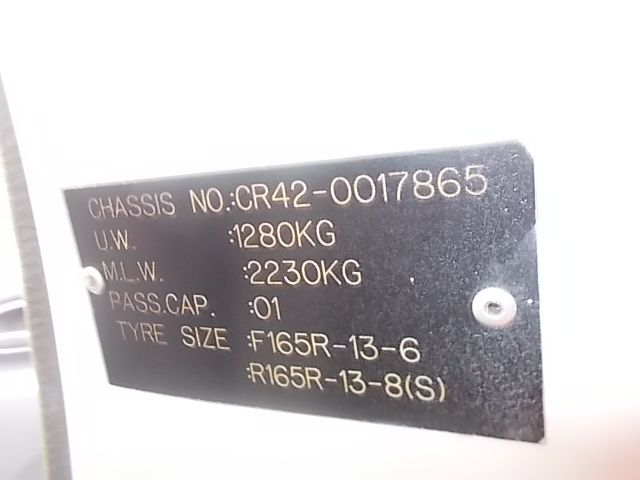 CHASSIS NO.:CR42-0017865
U.W. :1280KG
M.L.W. :2230KG
PASS.CAP. :01
TYRE SIZE :F165R-13-6
:R165R-13-8(S)